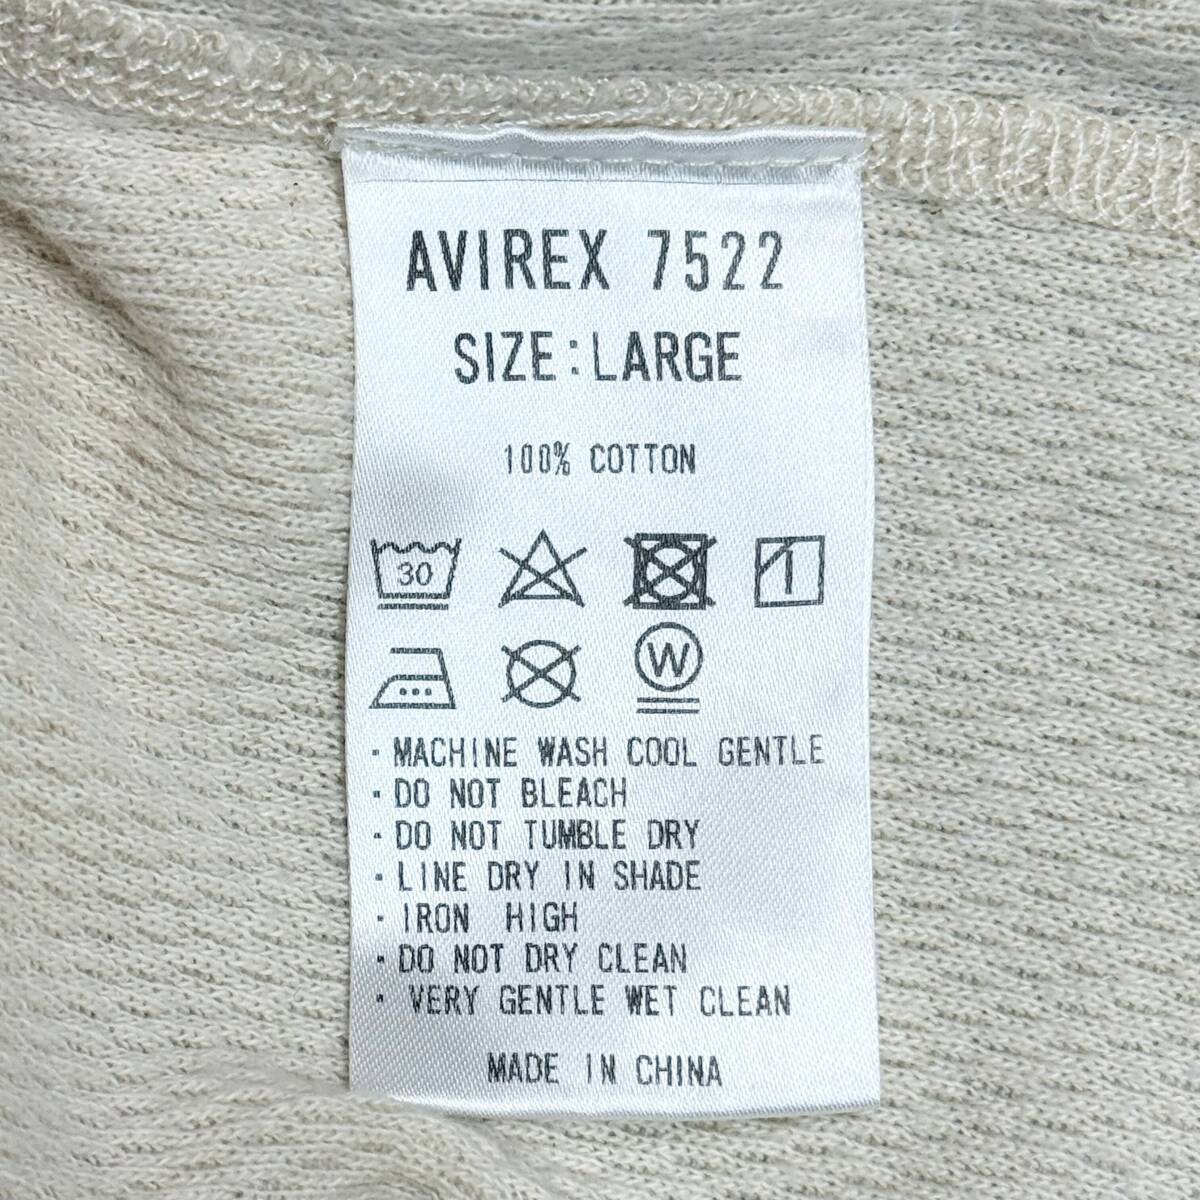 AVIREX 7522
SIZE:LARGE
100% COTTON
30
W
· MACHINE WASH COOL GENTLE
· DO NOT BLEACH
· DO NOT TUMBLE DRY
· LINE DRY IN SHADE
· IRON HIGH
· DO NOT DRY CLEAN
· VERY GENTLE WET CLEAN
MADE IN CHINA